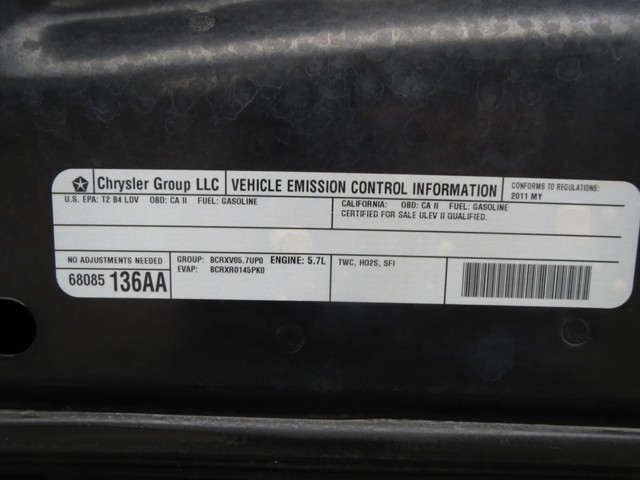 Chrysler Group LLC VEHICLE EMISSION CONTROL INFORMATION CONFORMS TO REGULATIONS:
2011 MY
U.S. EPA: T2 B4 LDV OBD: CA II FUEL: GASOLINE
CALIFORNIA: OBD: CA II FUEL: GASOLINE
CERTIFIED FOR SALE ULEV II QUALIFIED.
NO ADJUSTMENTS NEEDED
68085 136AA
GROUP: BCRXV05.7UP0 ENGINE: 5.7L
EVAP: BCRXR0145PK0
TWC, HO2S, SFI